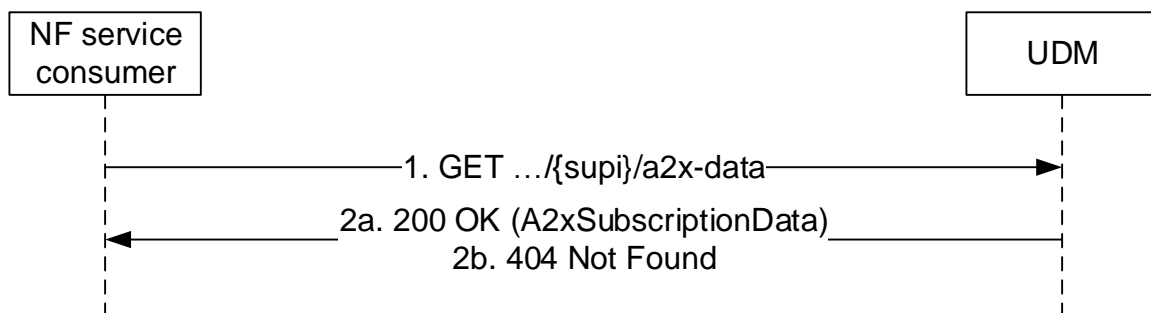 NF service
consumer
UDM
1. GET …/{supi}/a2x-data
2a. 200 OK (A2xSubscriptionData)
2b. 404 Not Found